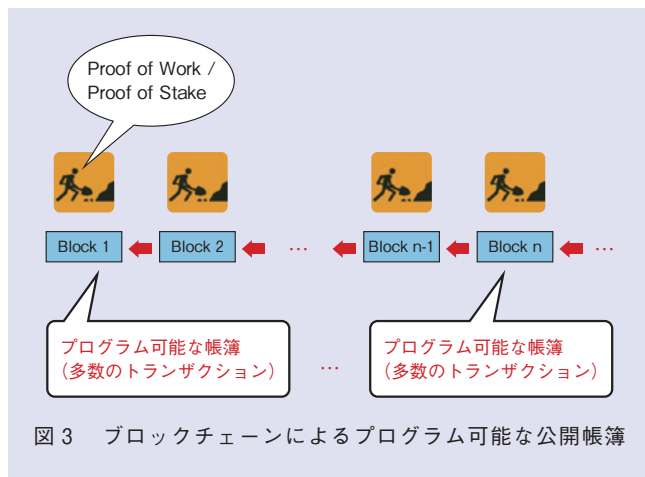 Proof of Work /
Proof of Stake
Block 1
Block 2
…
Block n-1
Block n
…
プログラム可能な帳簿
（多数のトランザクション）
…
プログラム可能な帳簿
（多数のトランザクション）
図 3　ブロックチェーンによるプログラム可能な公開帳簿